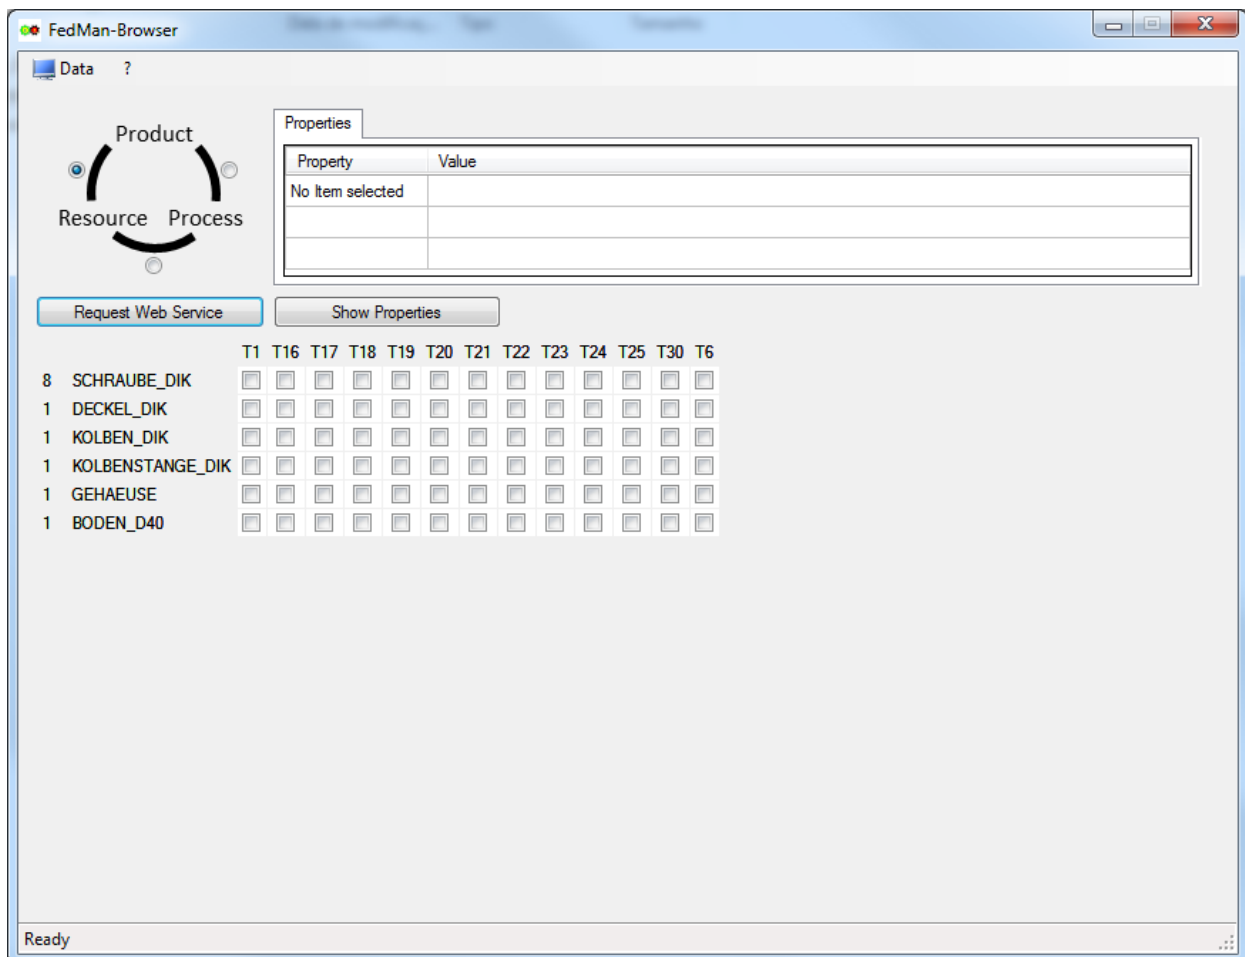 FedMan-Browser
Data ?
Product
Resource Process
Properties
Property Value
No Item selected
Request Web Service Show Properties
T1 T16 T17 T18 T19 T20 T21 T22 T23 T24 T25 T30 T6
8 SCHRAUBE_DIK
1 DECKEL_DIK
1 KOLBEN_DIK
1 KOLBENSTANGE_DIK
1 GEHAEUSE
1 BODEN_D40
Ready